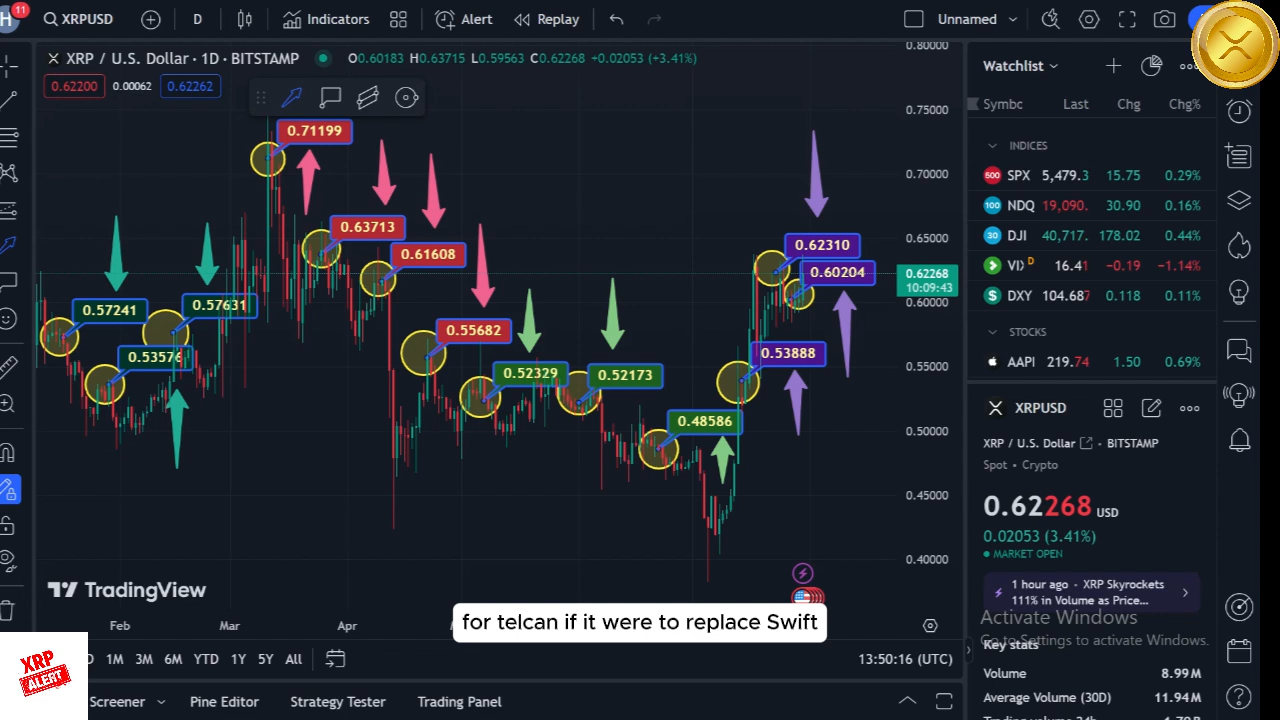 H
11
XRPUSD
D
Indicators
Alert
Replay
Unnamed
XRP / U.S. Dollar · 1D · BITSTAMP
O0.60183 H0.63715 L0.59563 C0.62268 +0.02053 (+3.41%)
0.62200
0.00062
0.62262
0.71199
0.63713
0.61608
0.57241
0.57631
0.53576
0.55682
0.52329
0.52173
0.48586
0.62310
0.60204
0.53888
0.80000
0.75000
0.70000
0.65000
0.62268
10:09:43
0.60000
0.55000
0.50000
0.45000
0.40000
TradingView
Feb
Mar
Apr
for telcan if it were to replace Swift
D 1M 3M 6M YTD 1Y 5Y All
13:50:16 (UTC)
Screener
Pine Editor
Strategy Tester
Trading Panel
XRP
ALERT
Watchlist
Symbc Last Chg Chg%
INDICES
500 SPX 5,479.3 15.75 0.29%
100 NDQ 19,090. 30.90 0.16%
30 DJI 40,717. 178.02 0.44%
VI D 16.41 −0.19 −1.14%
$ DXY 104.687 0.118 0.11%
STOCKS
AAPL 219.74 1.50 0.69%
XRPUSD
XRP / U.S. Dollar · BITSTAMP
Spot · Crypto
0.62268 USD
0.02053 (3.41%)
MARKET OPEN
1 hour ago · XRP Skyrockets
111% in Volume as Price...
Activate Windows
Go to Settings to activate Windows.
Key stats
Volume 8.99M
Average Volume (30D) 11.94M